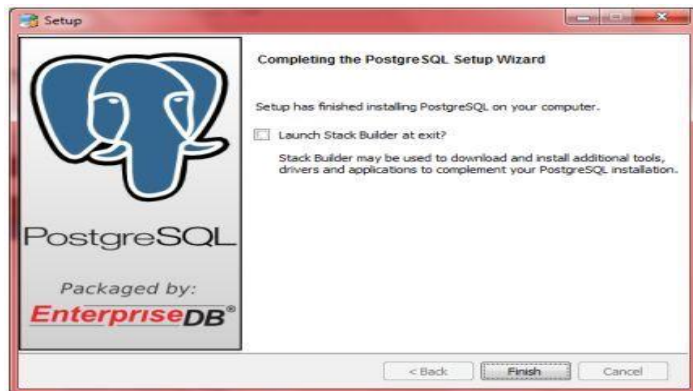 Setup
Completing the PostgreSQL Setup Wizard
Setup has finished installing PostgreSQL on your computer.
Launch Stack Builder at exit?
Stack Builder may be used to download and install additional tools,
drivers and applications to complement your PostgreSQL installation.
PostgreSQL
Packaged by:
EnterpriseDB®
< Back
Finish
Cancel